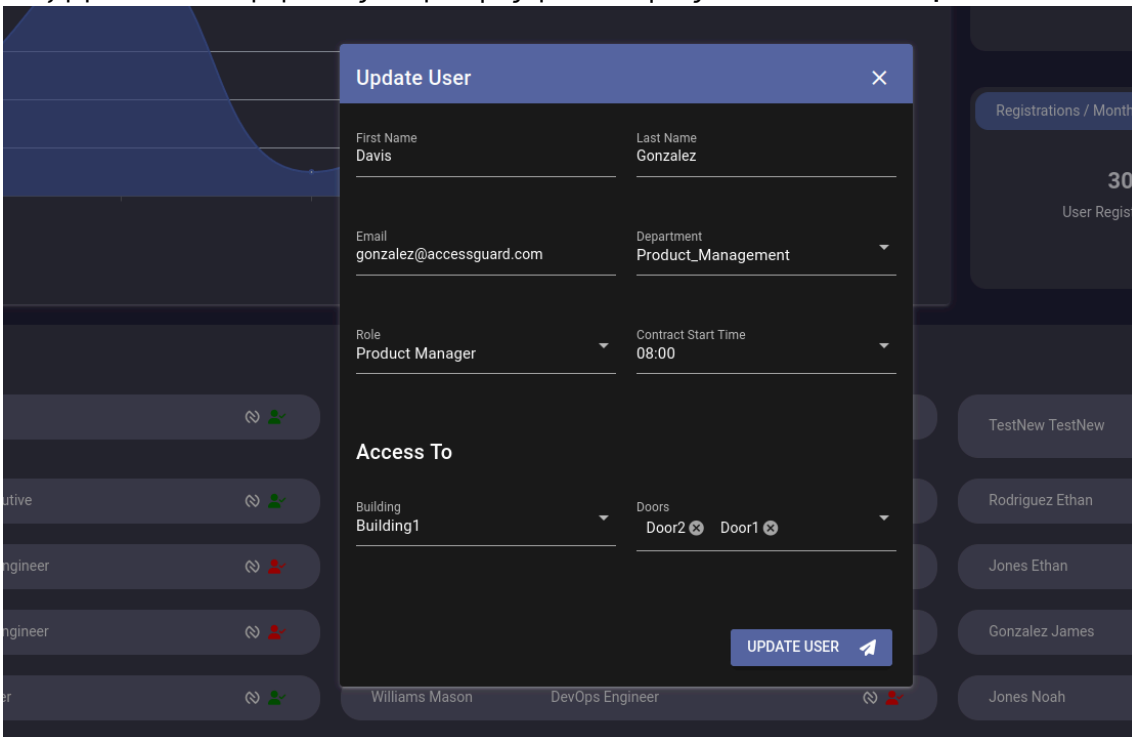 Update User
Registrations / Month
First Name
Davis
Last Name
Gonzalez
30
User Regist
Email
gonzalez@accessguard.com
Department
Product_Management
Role
Product Manager
Contract Start Time
08:00
TestNew TestNew
Access To
utive
Rodriguez Ethan
Building
Building1
Doors
Door2
Door1
ngineer
Jones Ethan
ngineer
Gonzalez James
UPDATE USER
er
Williams Mason
DevOps Engineer
Jones Noah